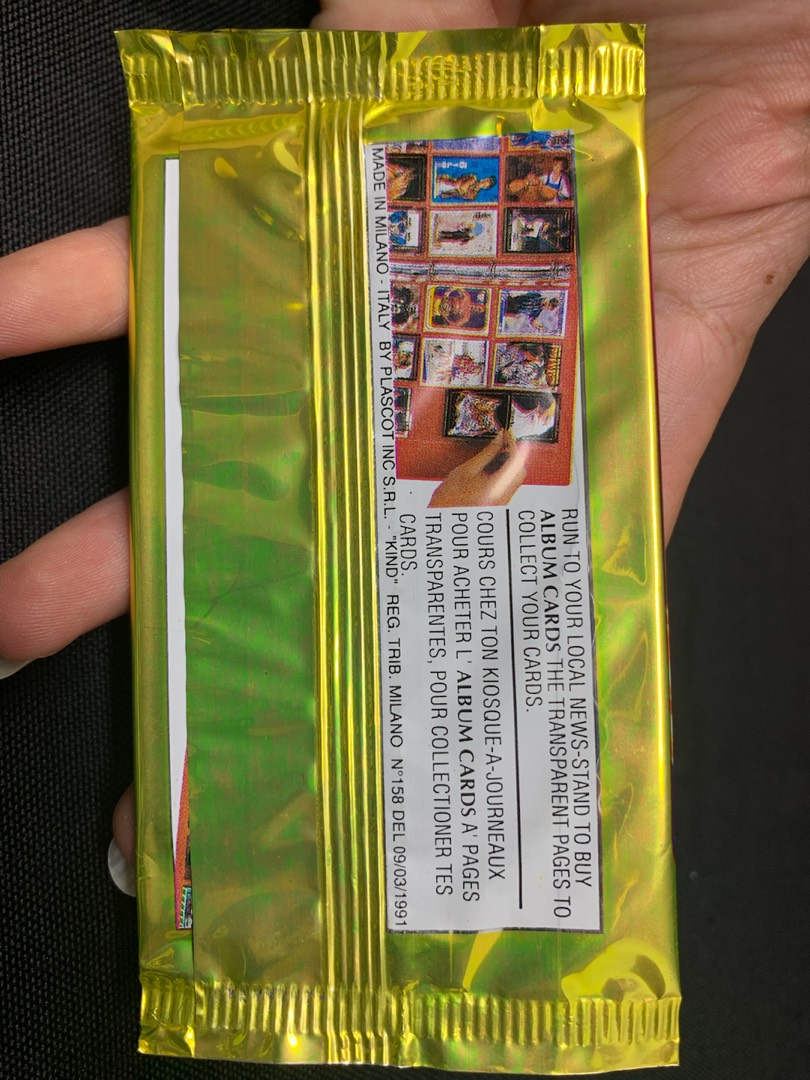 RUN TO YOUR LOCAL NEWS-STAND TO BUY
ALBUM CARDS THE TRANSPARENT PAGES TO
COLLECT YOUR CARDS.
COURS CHEZ TON KIOSQUE-A-JOURNEAUX
POUR ACHETER L' ALBUM CARDS A' PAGES
TRANSPARENTES, POUR COLLECTIONER TES
CARDS.
MADE IN MILANO - ITALY BY PLASCOT INC S.R.L. - "KIND" REG. TRIB. MILANO N°158 DEL 09/03/1991